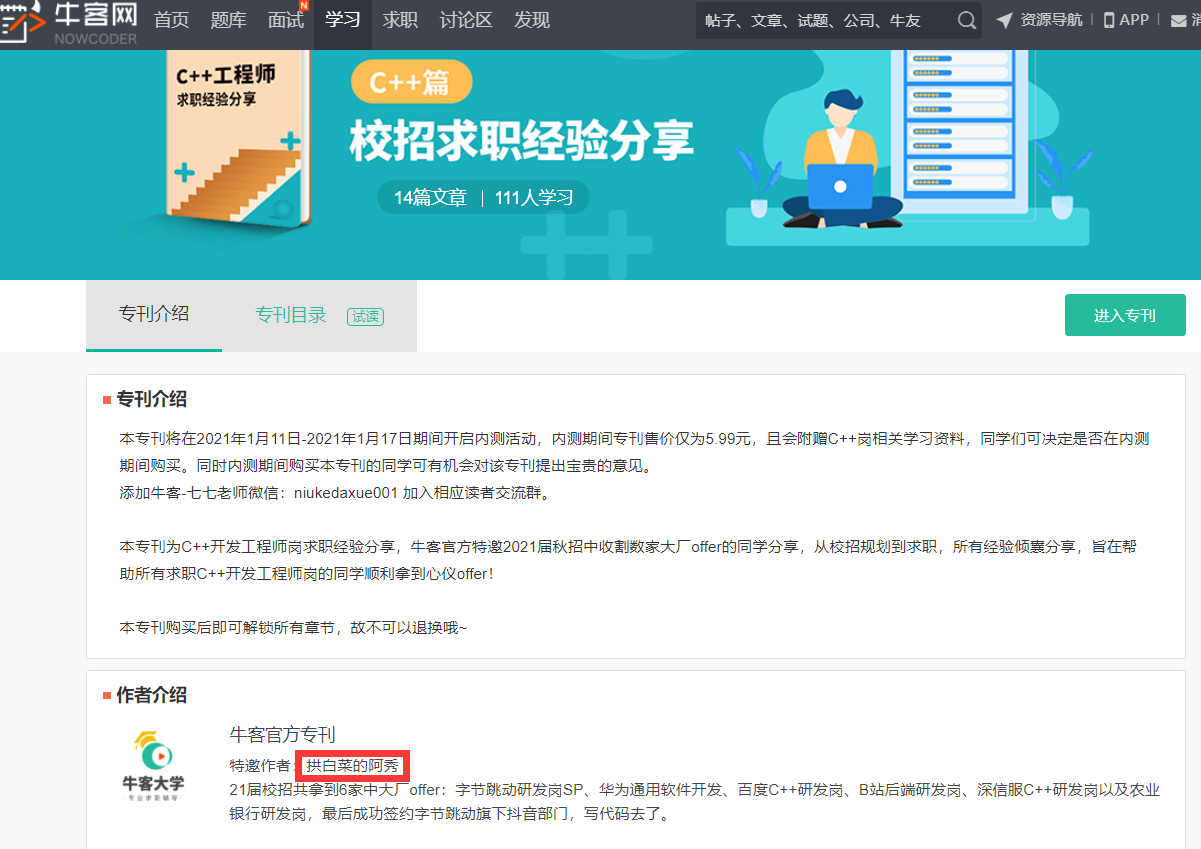 牛客网
NOWCODER
首页 题库 面试 N 学习 求职 讨论区 发现
帖子、文章、试题、公司、牛友
资源导航 APP
C++工程师
求职经验分享
C++篇
校招求职经验分享
14篇文章 | 111人学习
专刊介绍 专刊目录 试读
进入专刊
专刊介绍
本专刊将在2021年1月11日-2021年1月17日期间开启内测活动，内测期间专刊售价仅为5.99元，且会附赠C++岗相关学习资料，同学们可决定是否在内测
期间购买。同时内测期间购买本专刊的同学可有机会对该专刊提出宝贵的意见。
添加牛客-七七老师微信：niukedaxue001 加入相应读者交流群。
本专刊为C++开发工程师岗求职经验分享，牛客官方特邀2021届秋招中收割数家大厂offer的同学分享，从校招规划到求职，所有经验倾囊分享，旨在帮
助所有求职C++开发工程师岗的同学顺利拿到心仪offer！
本专刊购买后即可解锁所有章节，故不可以退换哦~
作者介绍
牛客官方专刊
特邀作者：拱白菜的阿秀
牛客大学
·专业求职辅导·
21届校招共拿到6家中大厂offer：字节跳动研发岗SP、华为通用软件开发、百度C++研发岗、B站后端研发岗、深信服C++研发岗以及农业
银行研发岗，最后成功签约字节跳动旗下抖音部门，写代码去了。